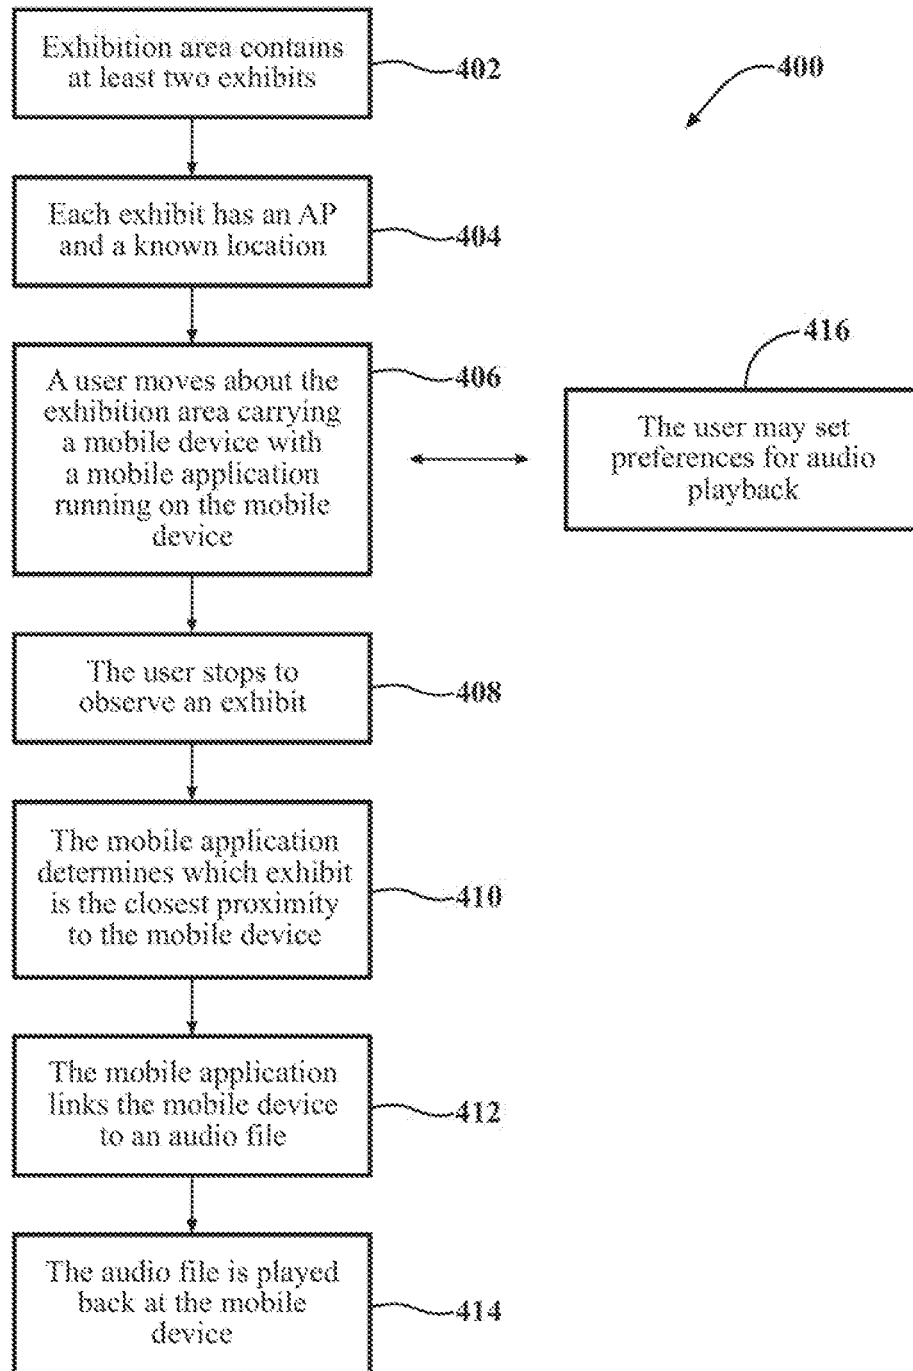 Exhibition area contains
at least two exhibits
402
400
Each exhibit has an AP
and a known location
404
A user moves about the
exhibition area carrying
a mobile device with
a mobile application
running on the mobile
device
406
416
The user may set
preferences for audio
playback
The user stops to
observe an exhibit
408
The mobile application
determines which exhibit
is the closest proximity
to the mobile device
410
The mobile application
links the mobile device
to an audio file
412
The audio file is played
back at the mobile
device
414